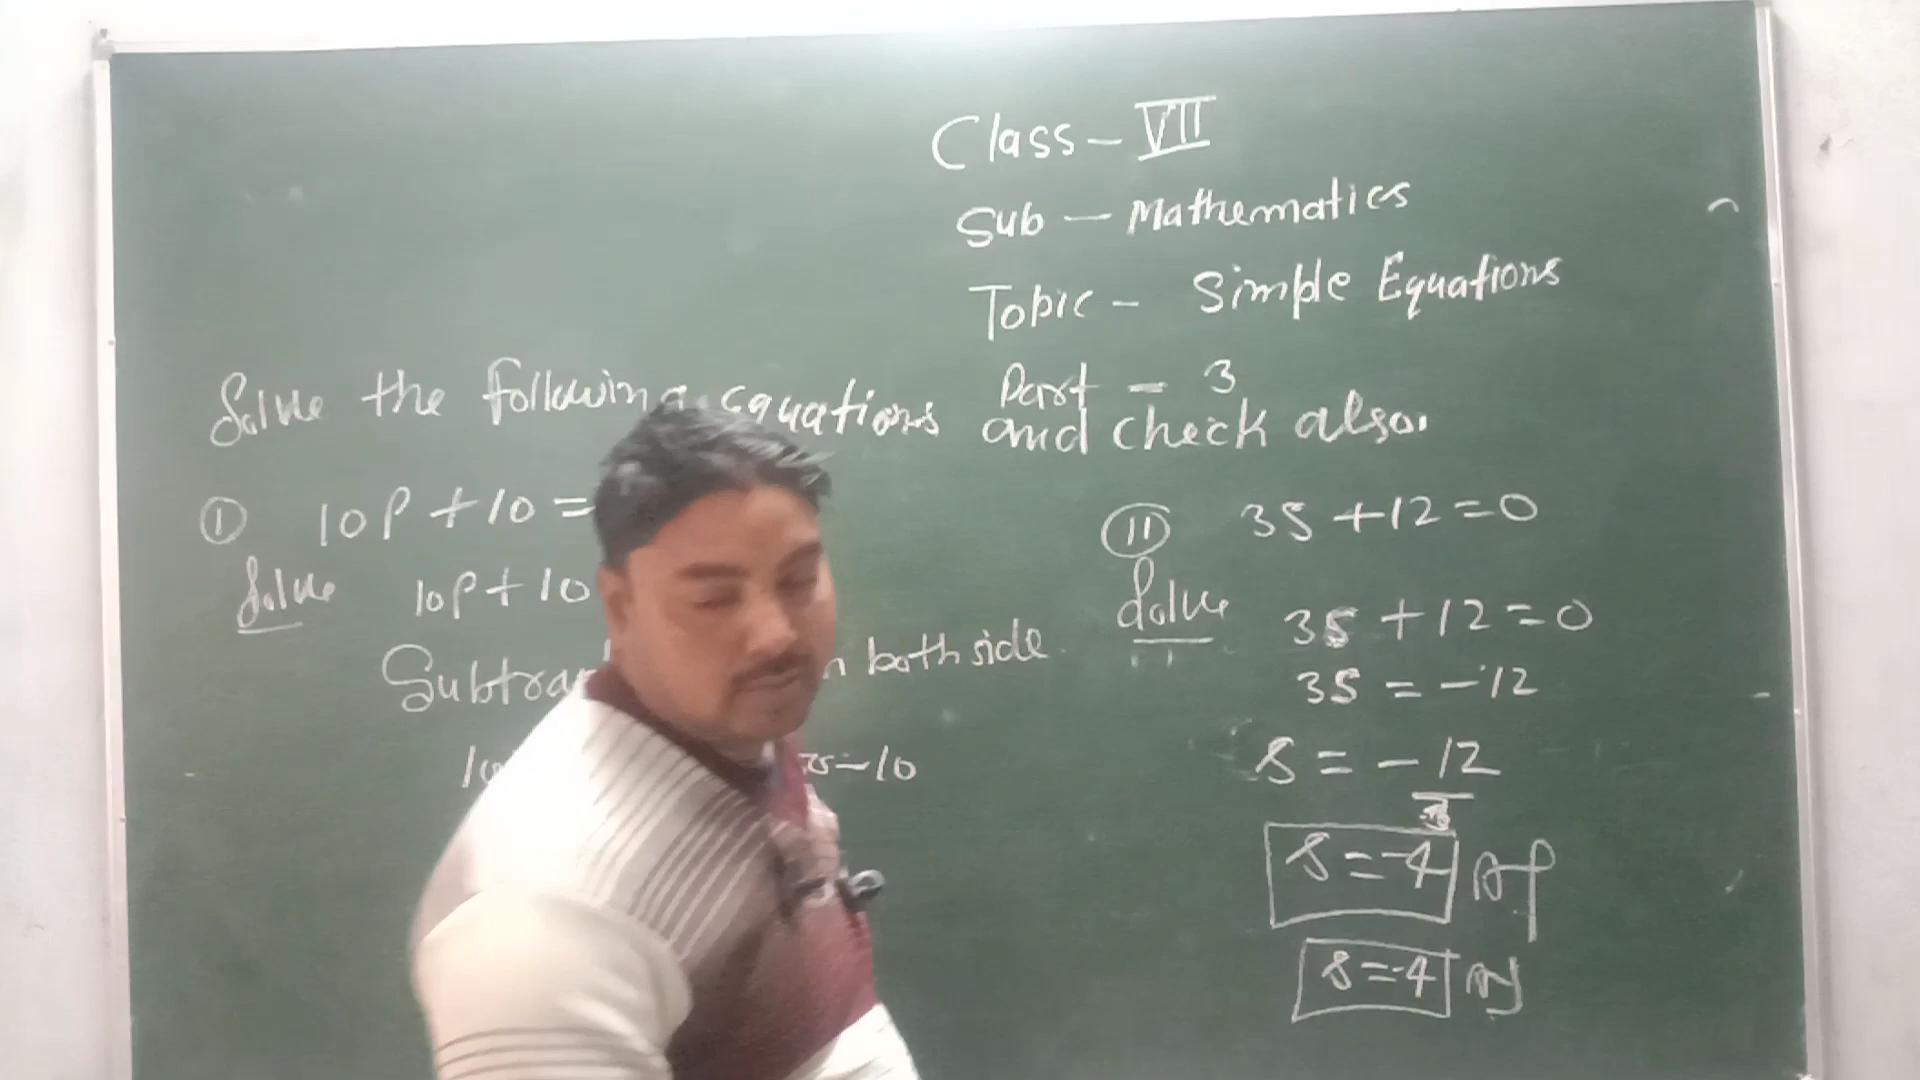 Class - VII
Sub - Mathematics
Topic - Simple Equations
Part - 3
Solve the following equations and check also.
(1) 10p + 10 =
Solve 10p + 10
Subtra both side
- 10
(11) 3s + 12 = 0
Solve 3s + 12 = 0
3s = -12
s = -12
3
s = -4
s = -4